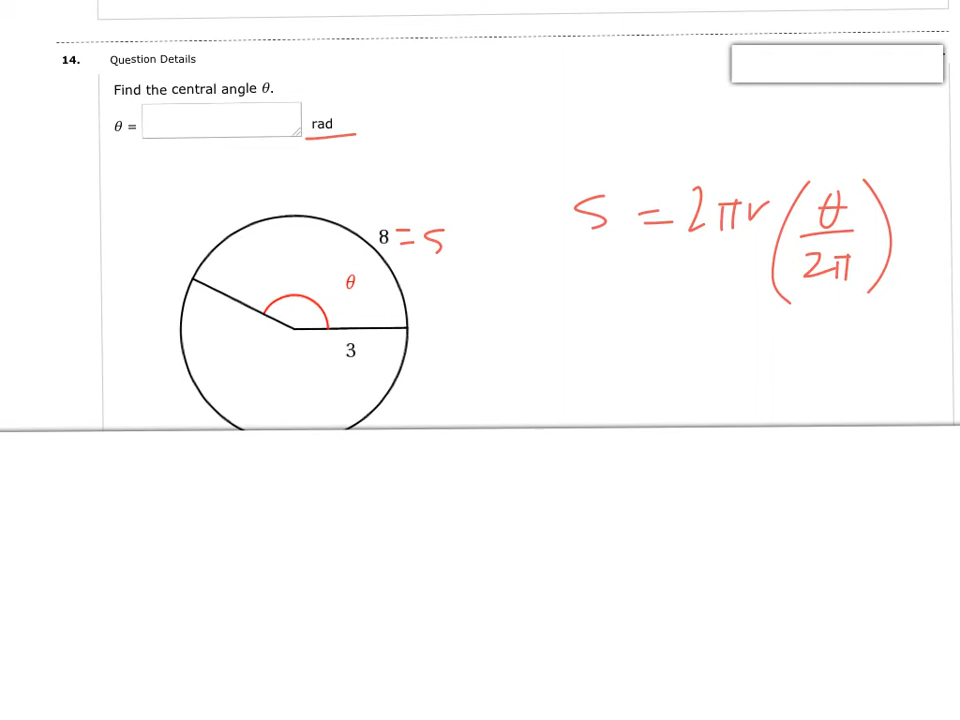 14. Question Details
Find the central angle θ.
θ = rad
s = 2πr (θ/2π)
8 = s
θ
3